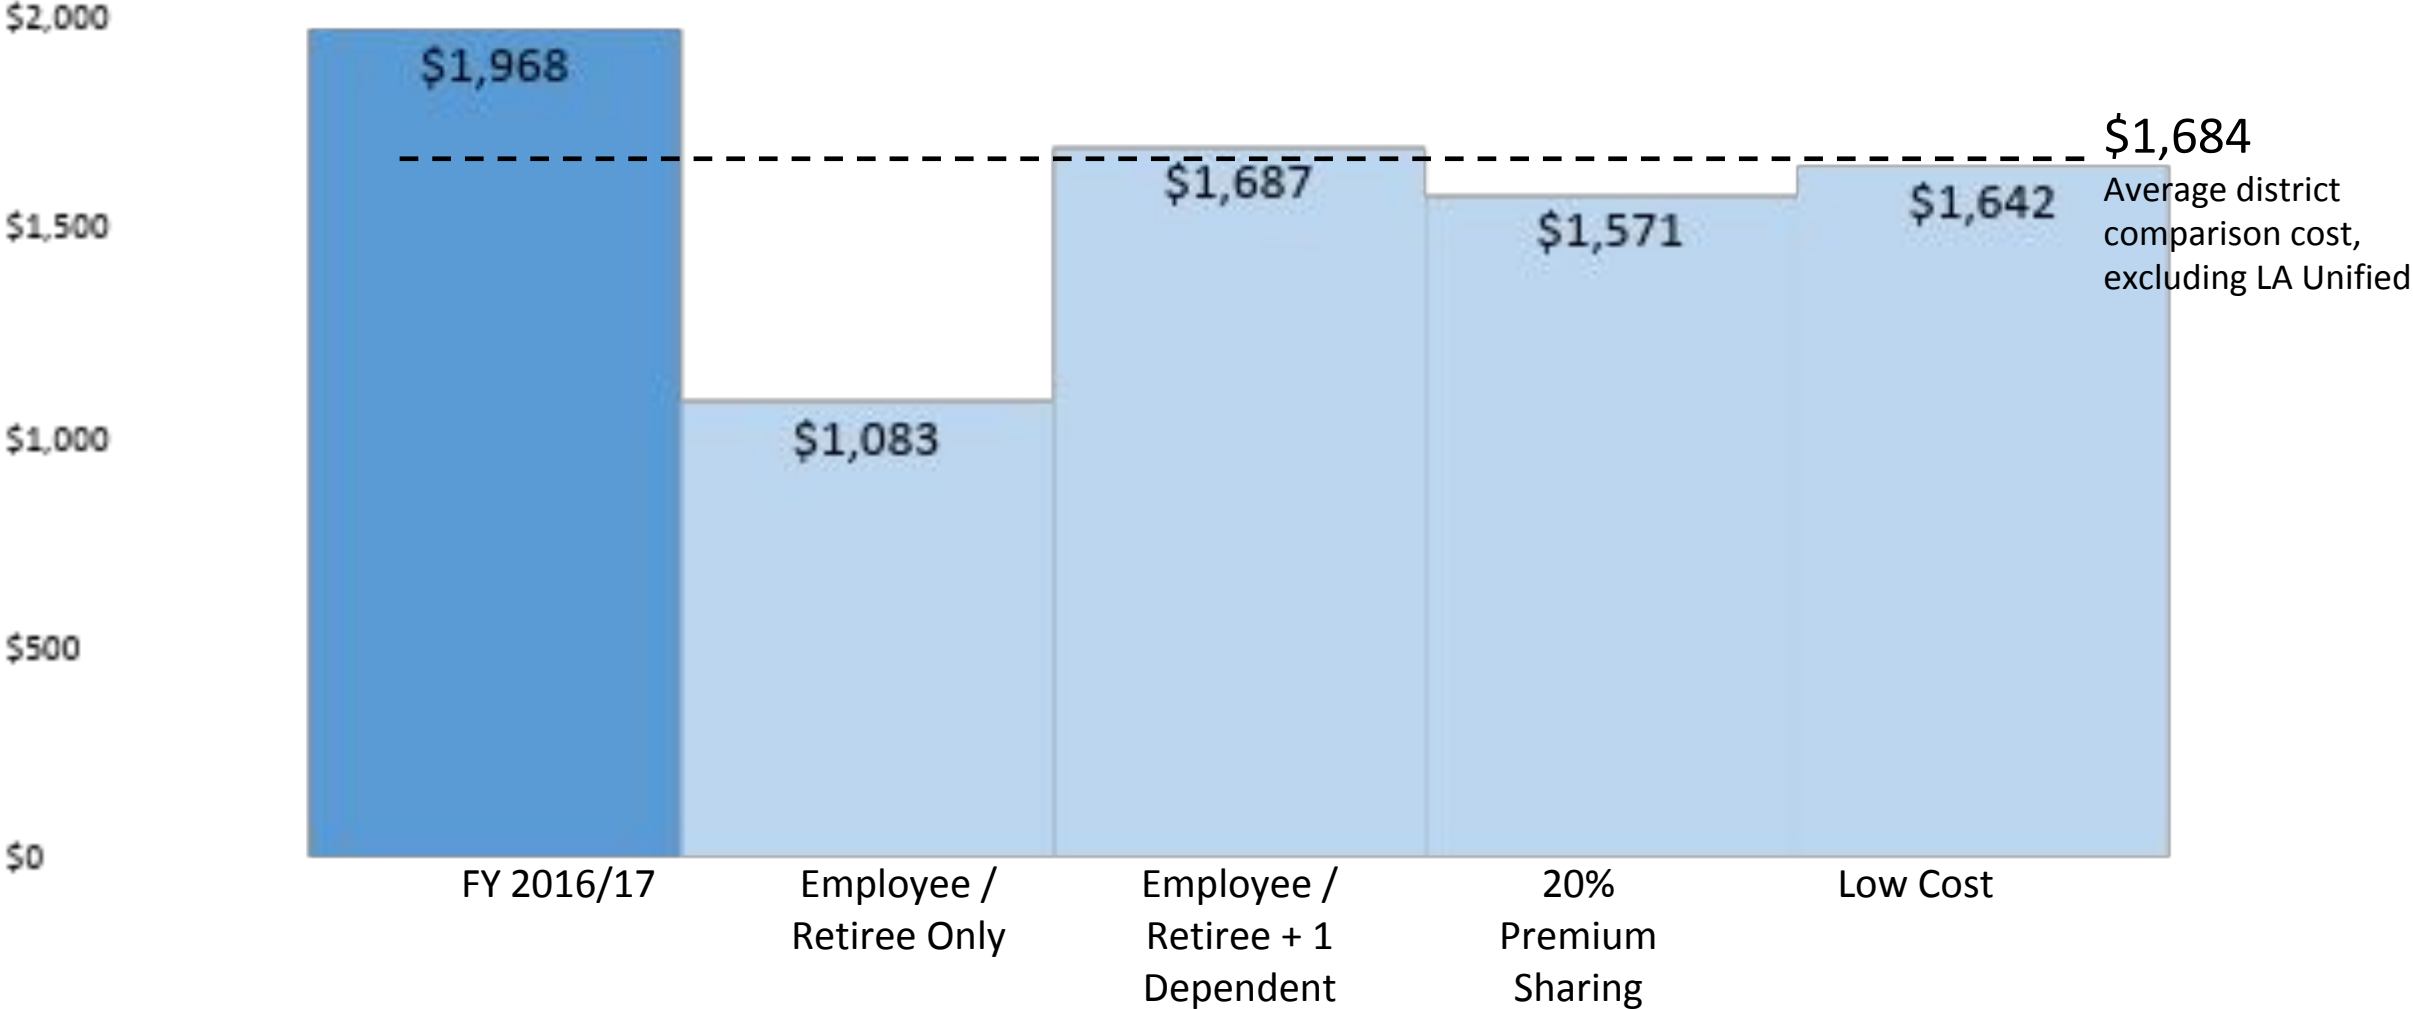 $2,000
$1,968
$1,684
Average district
comparison cost,
excluding LA Unified
$1,687
$1,642
$1,571
$1,500
$1,083
$1,000
$500
$0
FY 2016/17
Employee /
Retiree Only
Employee /
Retiree + 1
Dependent
20%
Premium
Sharing
Low Cost